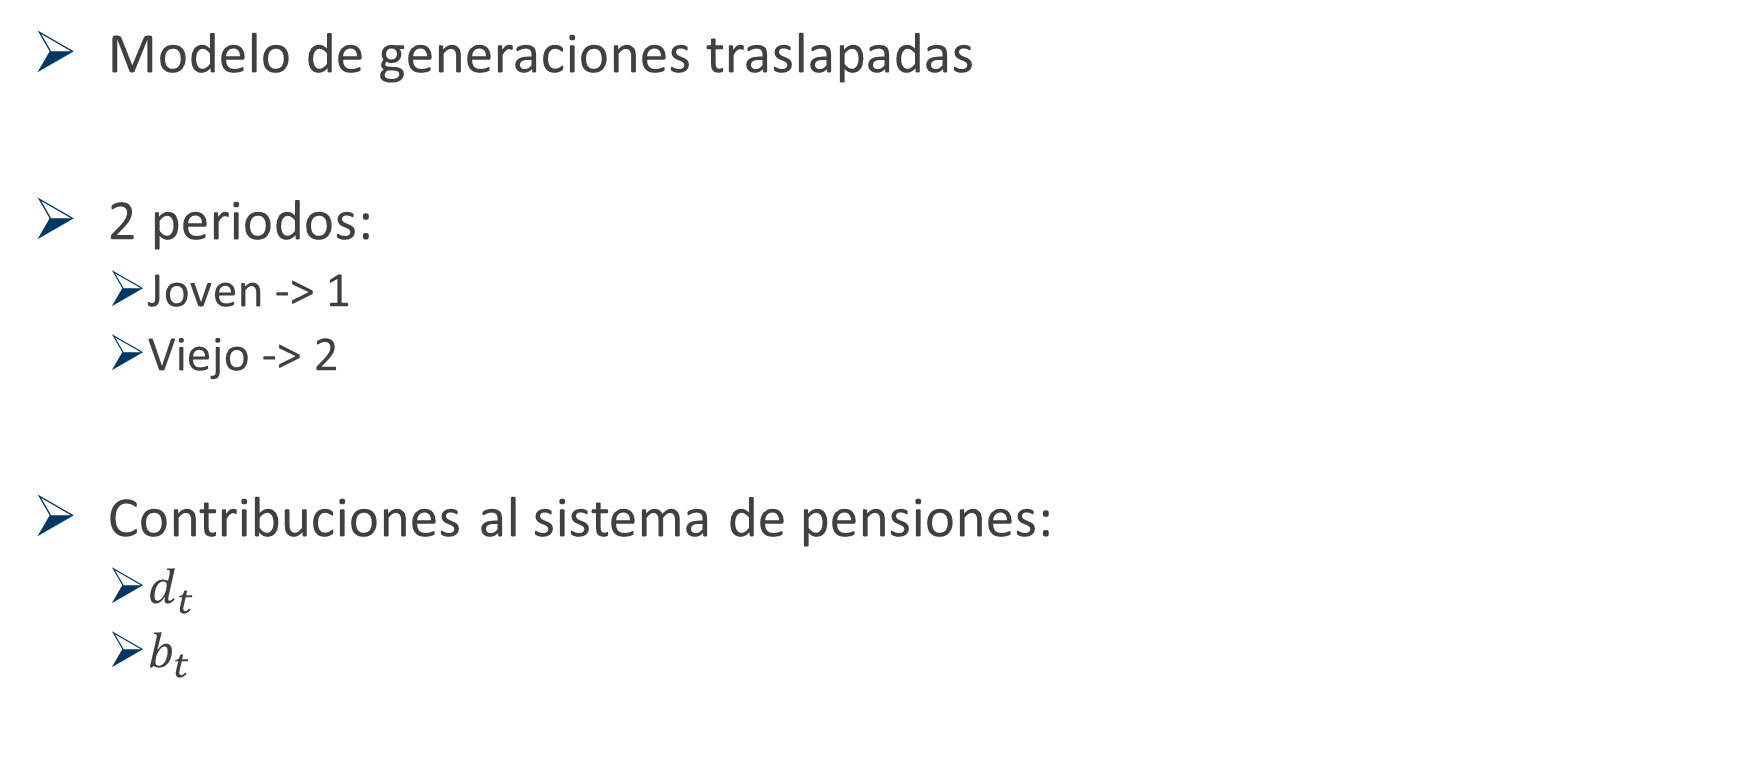 Modelo de generaciones traslapadas
2 periodos:
Joven -> 1
Viejo -> 2
Contribuciones al sistema de pensiones:
d_t
b_t